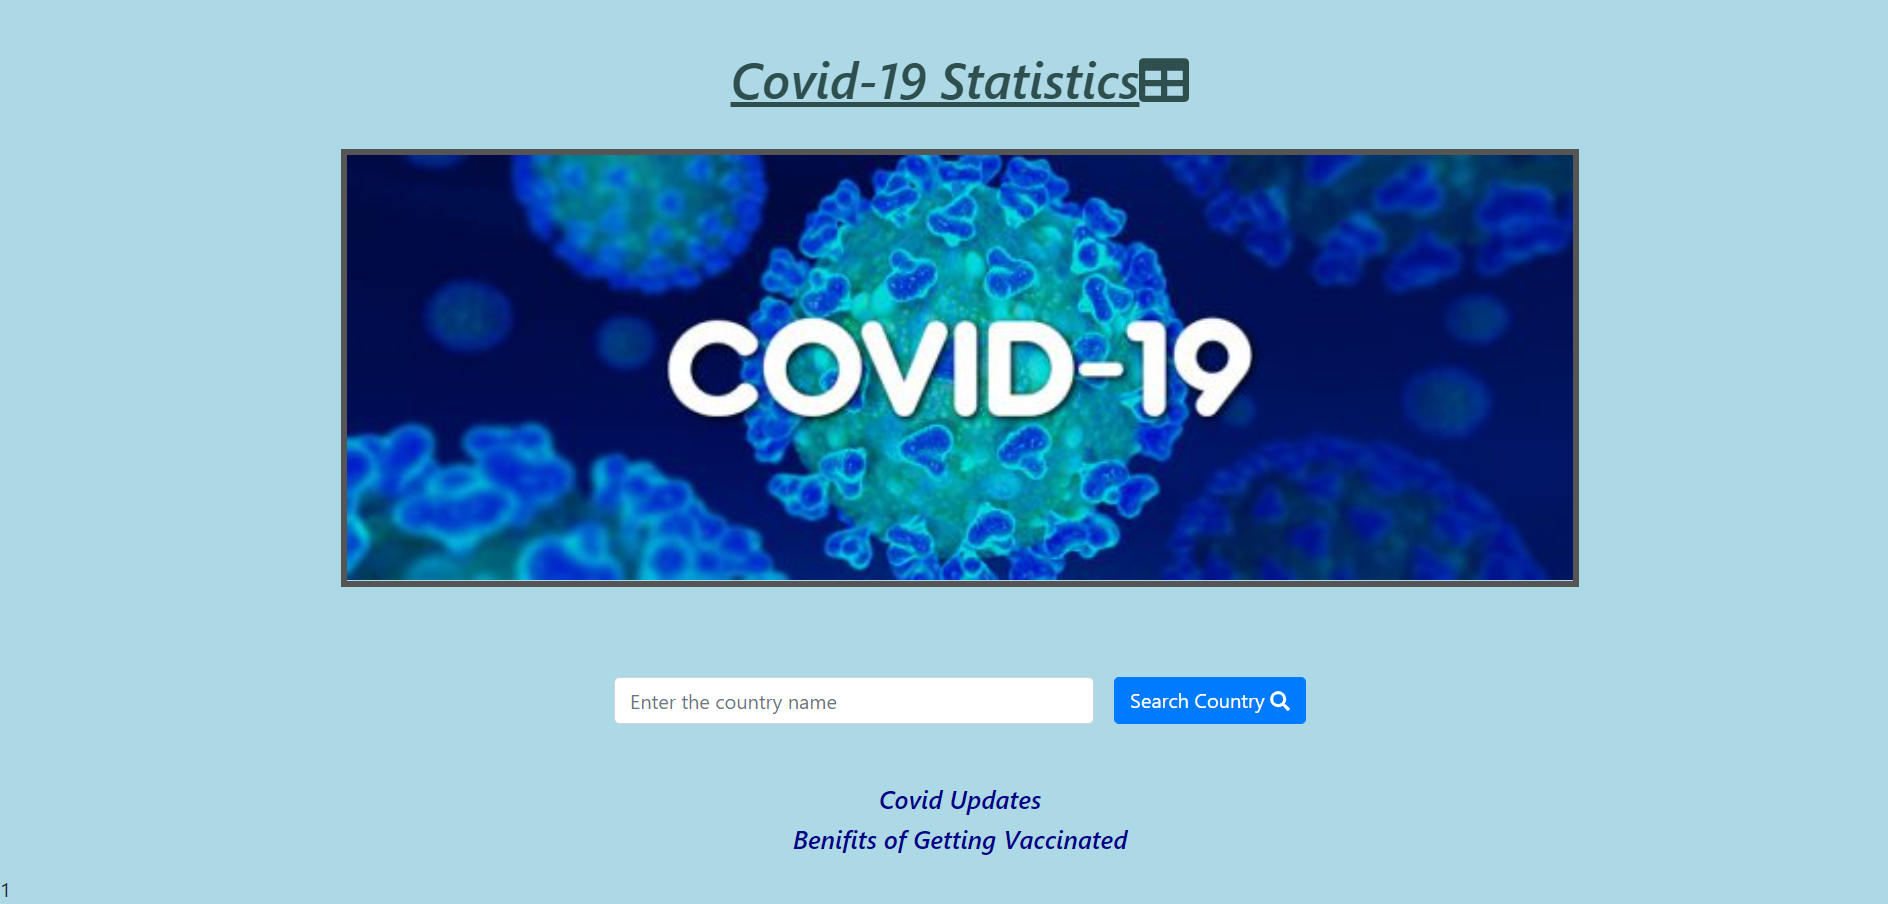 Covid-19 Statistics
COVID-19
Enter the country name
Search Country
Covid Updates
Benifits of Getting Vaccinated
1